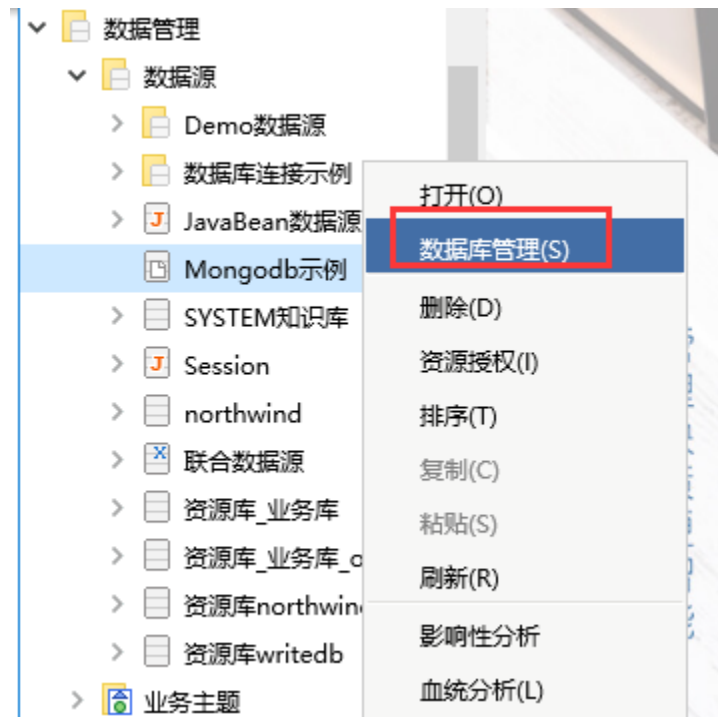 数据管理
数据源
Demo数据源
数据库连接示例
JavaBean数据源
Mongodb示例
SYSTEM知识库
Session
northwind
联合数据源
资源库_业务库
资源库_业务库_o
资源库northwin
资源库writedb
业务主题
打开(O)
数据库管理(S)
删除(D)
资源授权(I)
排序(T)
复制(C)
粘贴(S)
刷新(R)
影响性分析
血统分析(L)